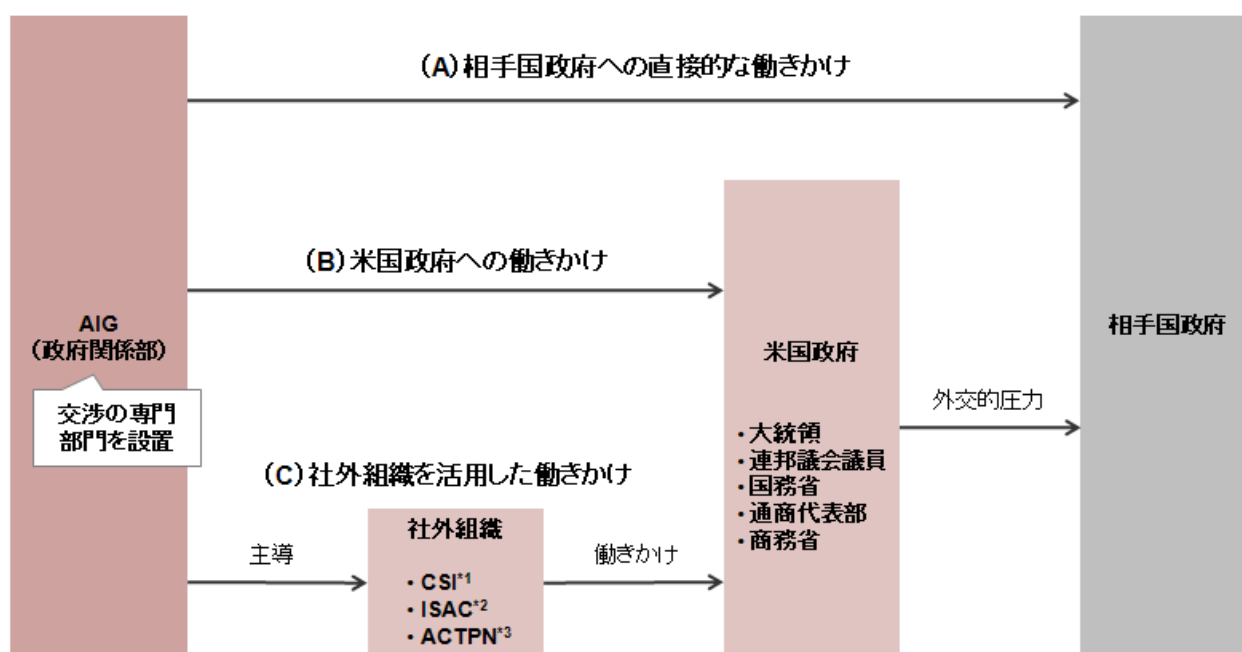 (A)相手国政府への直接的な働きかけ
(B)米国政府への働きかけ
AIG
(政府関係部)
交渉の専門
部門を設置
(C)社外組織を活用した働きかけ
主導
社外組織
・CSI*1
・ISAC*2
・ACTPN*3
働きかけ
米国政府
・大統領
・連邦議会議員
・国務省
・通商代表部
・商務省
外交的圧力
相手国政府